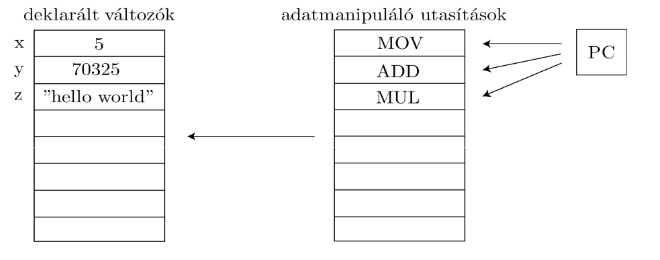 deklarált változók
adatmanipuláló utasítások
x 5 MOV
y 70325 ADD PC
z "hello world" MUL